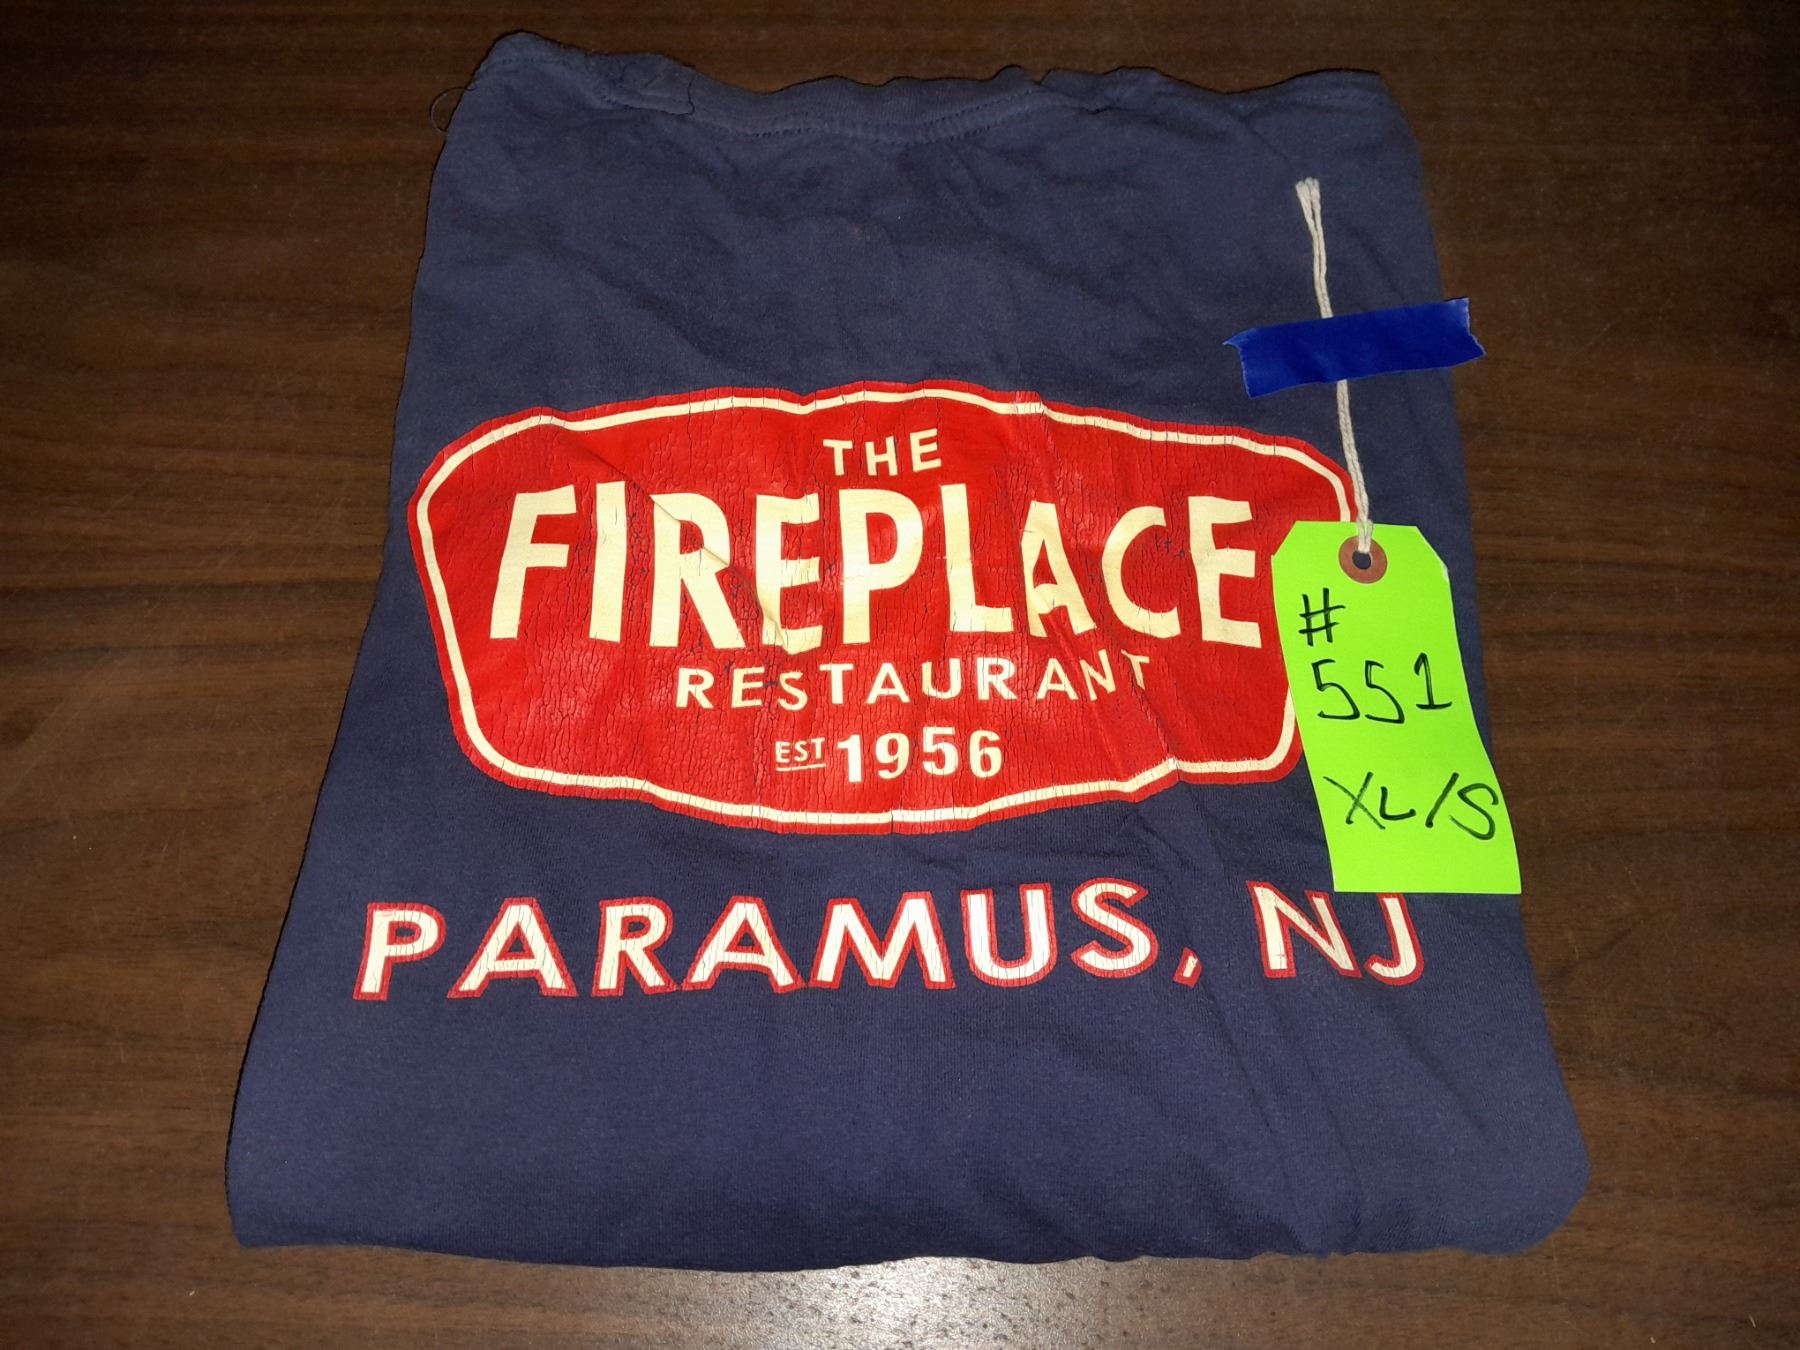 THE
FIREPLACE
RESTAURANT
EST 1956
PARAMUS, NJ
#
551
XL/S